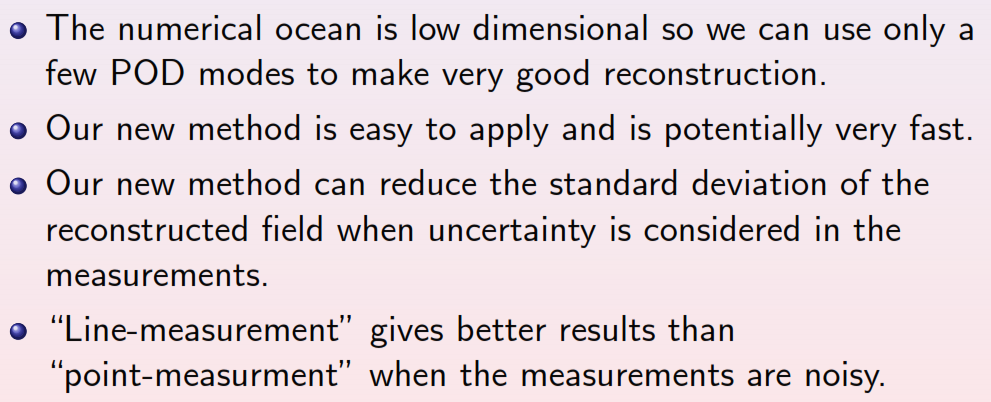 The numerical ocean is low dimensional so we can use only a
few POD modes to make very good reconstruction.
Our new method is easy to apply and is potentially very fast.
Our new method can reduce the standard deviation of the
reconstructed field when uncertainty is considered in the
measurements.
“Line-measurement” gives better results than
“point-measurment” when the measurements are noisy.